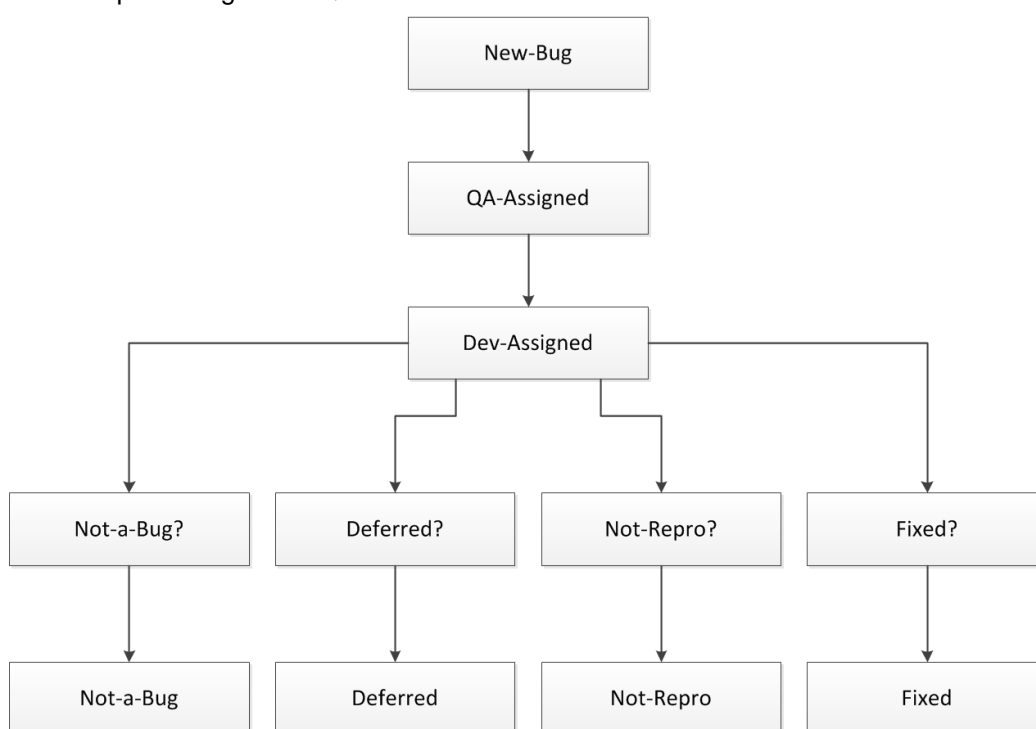 New-Bug
QA-Assigned
Dev-Assigned
Not-a-Bug?
Deferred?
Not-Repro?
Fixed?
Not-a-Bug
Deferred
Not-Repro
Fixed